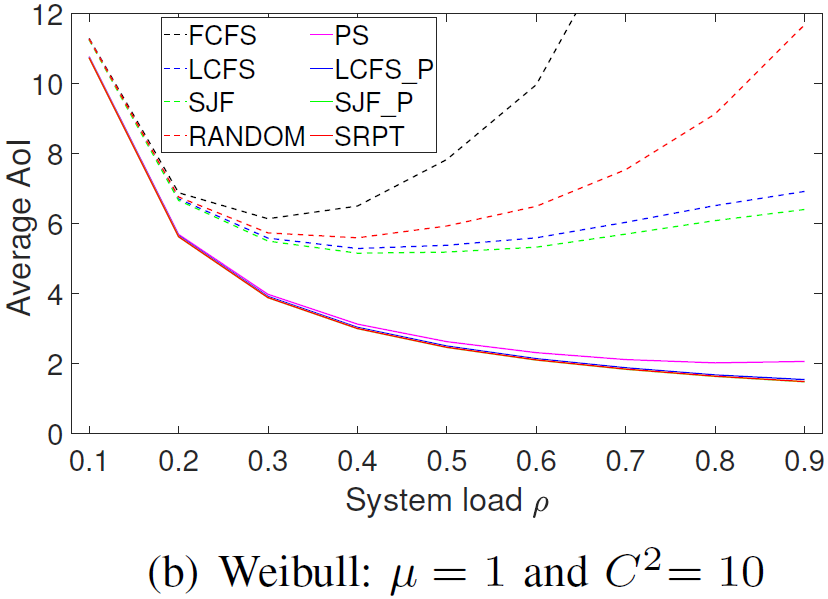 12
FCFS PS
10
LCFS LCFS_P
SJF SJF_P
RANDOM SRPT
8
6
4
2
0
Average AoI
0.1 0.2 0.3 0.4 0.5 0.6 0.7 0.8 0.9
System load ρ
(b) Weibull: μ = 1 and C²= 10